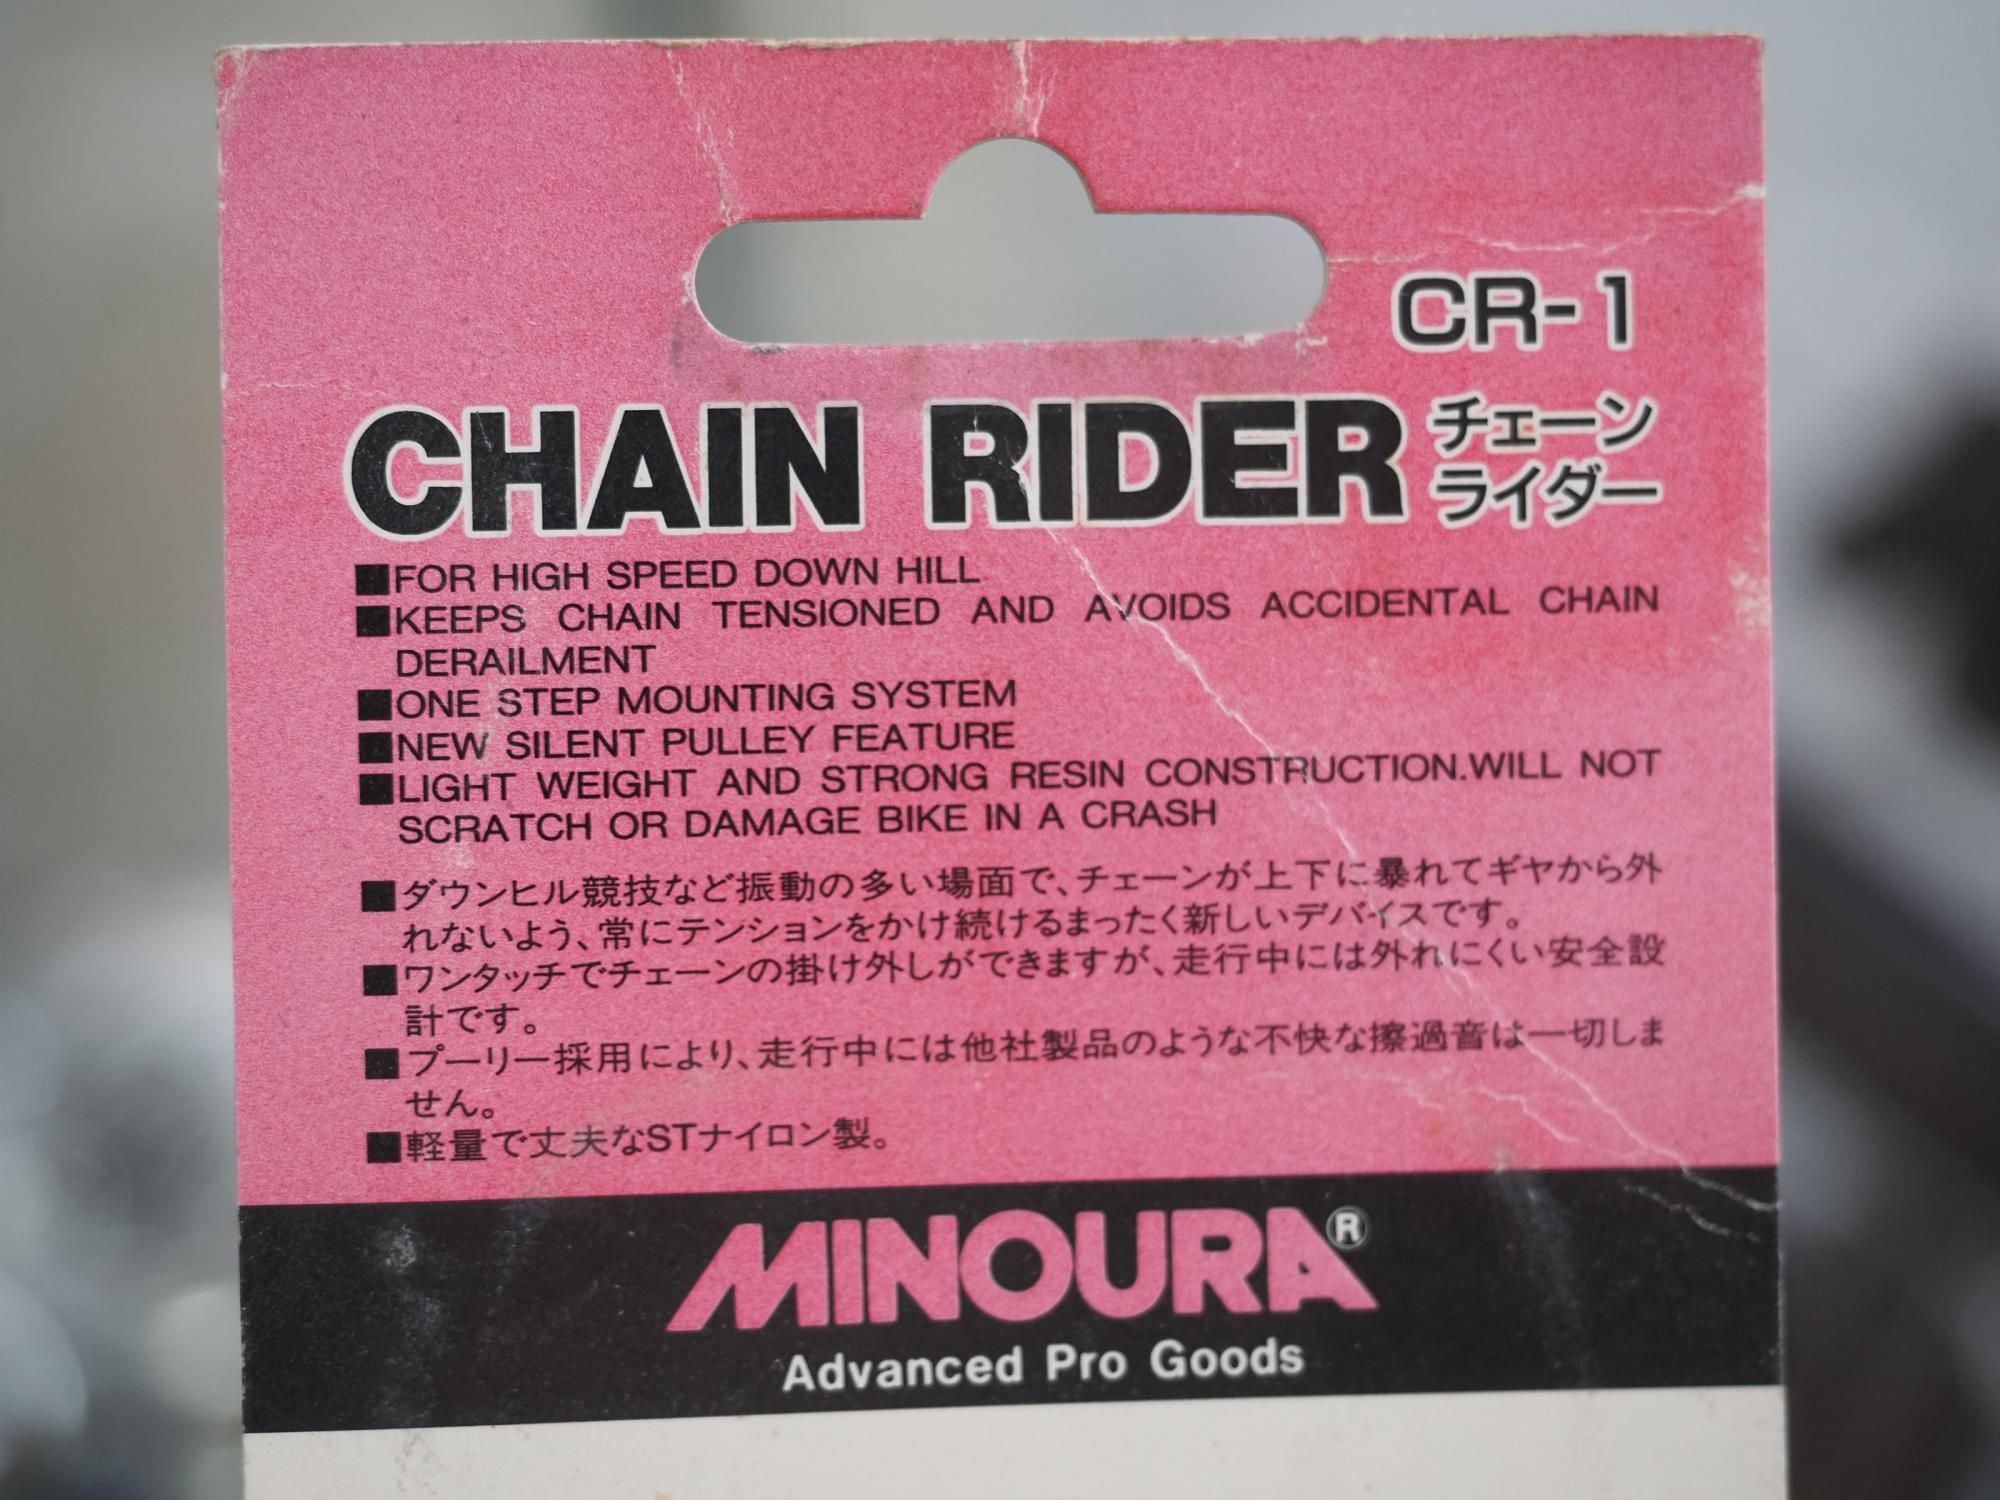 CR-1
CHAIN RIDER チェーン
ライダー
■FOR HIGH SPEED DOWN HILL
■KEEPS CHAIN TENSIONED AND AVOIDS ACCIDENTAL CHAIN
DERAILMENT
■ONE STEP MOUNTING SYSTEM
■NEW SILENT PULLEY FEATURE
■LIGHT WEIGHT AND STRONG RESIN CONSTRUCTION.WILL NOT
SCRATCH OR DAMAGE BIKE IN A CRASH
■ダウンヒル競技など振動の多い場面で、チェーンが上下に暴れてギヤから外
れないよう、常にテンションをかけ続けるまったく新しいデバイスです。
■ワンタッチでチェーンの掛け外しができますが、走行中には外れにくい安全設
計です。
■プーリー採用により、走行中には他社製品のような不快な擦過音は一切しま
せん。
■軽量で丈夫なSTナイロン製。
MINOURA®
Advanced Pro Goods